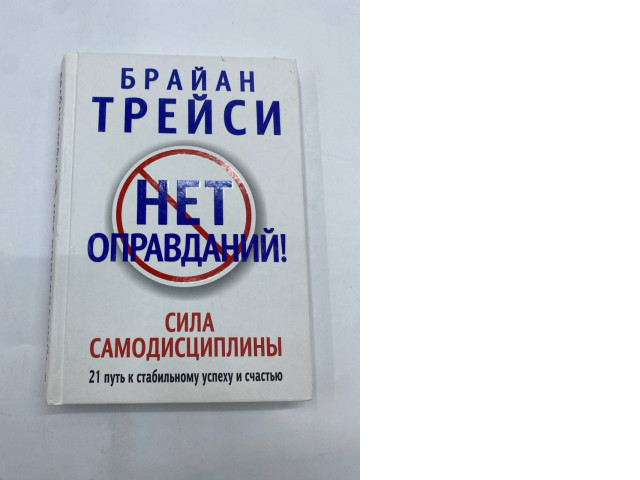 БРАЙАН
ТРЕЙСИ
НЕТ
ОПРАВДАНИЙ!
СИЛА
САМОДИСЦИПЛИНЫ
21 путь к стабильному успеху и счастью